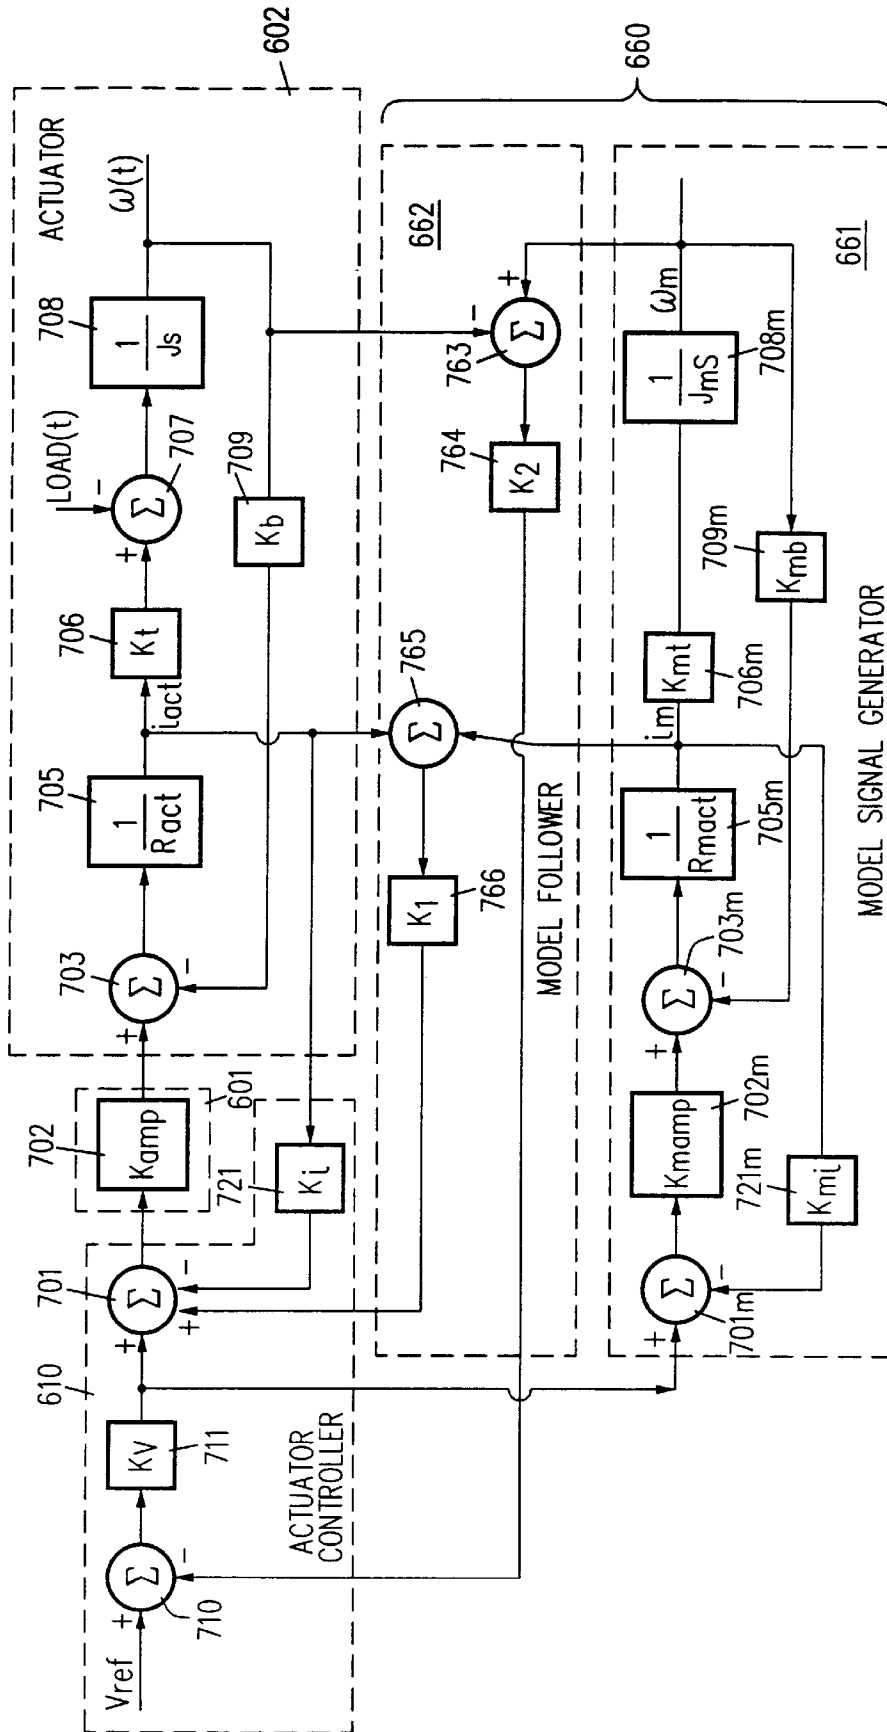 Vref
+
-
Σ
710
KV
711
610
ACTUATOR
CONTROLLER
+
-
+
Σ
701
Ki
721
Kamp
702
601
+
-
Σ
703
1
Ract
705
iact
Kt
706
+
-
Σ
707
LOAD(t)
1
Js
708
ω(t)
Kb
709
ACTUATOR
602
Σ
765
K1
766
MODEL FOLLOWER
K2
764
-
+
Σ
763
662
660
+
-
Σ
701m
Kmamp
702m
Kmi
721m
+
-
Σ
703m
1
Rmact
705m
im
Kmt
706m
1
JmS
708m
ωm
Kmb
709m
MODEL SIGNAL GENERATOR
661